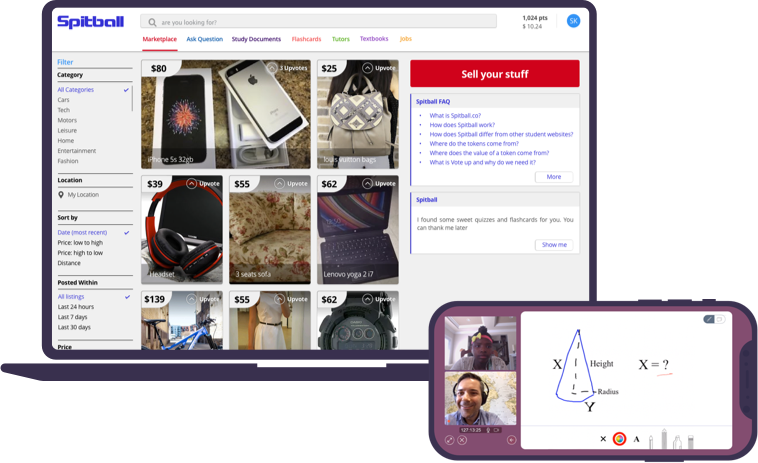 Spitball
are you looking for?
1,024 pts
$ 10.24
SK
Marketplace Ask Question Study Documents Flashcards Tutors Textbooks Jobs
Filter
Category
All Categories
Cars
Tech
Motors
Leisure
Home
Entertainment
Fashion
Location
My Location
Sort by
Date (most recent)
Price: low to high
Price: high to low
Distance
Posted Within
All listings
Last 24 hours
Last 7 days
Last 30 days
Price
$80 3 Upvotes
iPhone 5s 32gb
$25 Upvote
louis vuitton bags
$39 Upvote
Headset
$55 Upvote
3 seats sofa
$62 Upvote
Lenovo yoga 2 i7
$139 Upvote
$55 Upvote
$62 Upvote
Sell your stuff
Spitball FAQ
What is Spitball.co?
How does Spitball work?
How does Spitball differ from other student websites?
Where do the tokens come from?
Where does the value of a token come from?
What is Vote up and why do we need it?
More
Spitball
I found some sweet quizzes and flashcards for you. You
can thank me later
Show me
X Height X = ?
Radius
Y
127:13:25
A